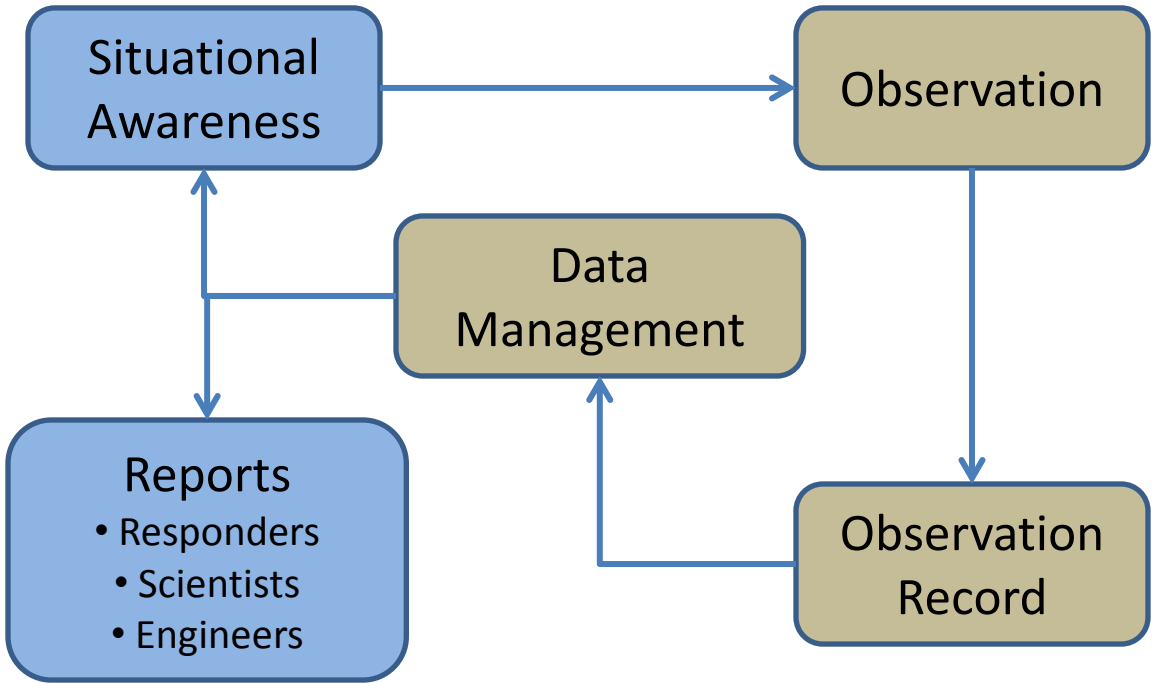 Situational
Awareness
Observation
Data
Management
Reports
• Responders
• Scientists
• Engineers
Observation
Record